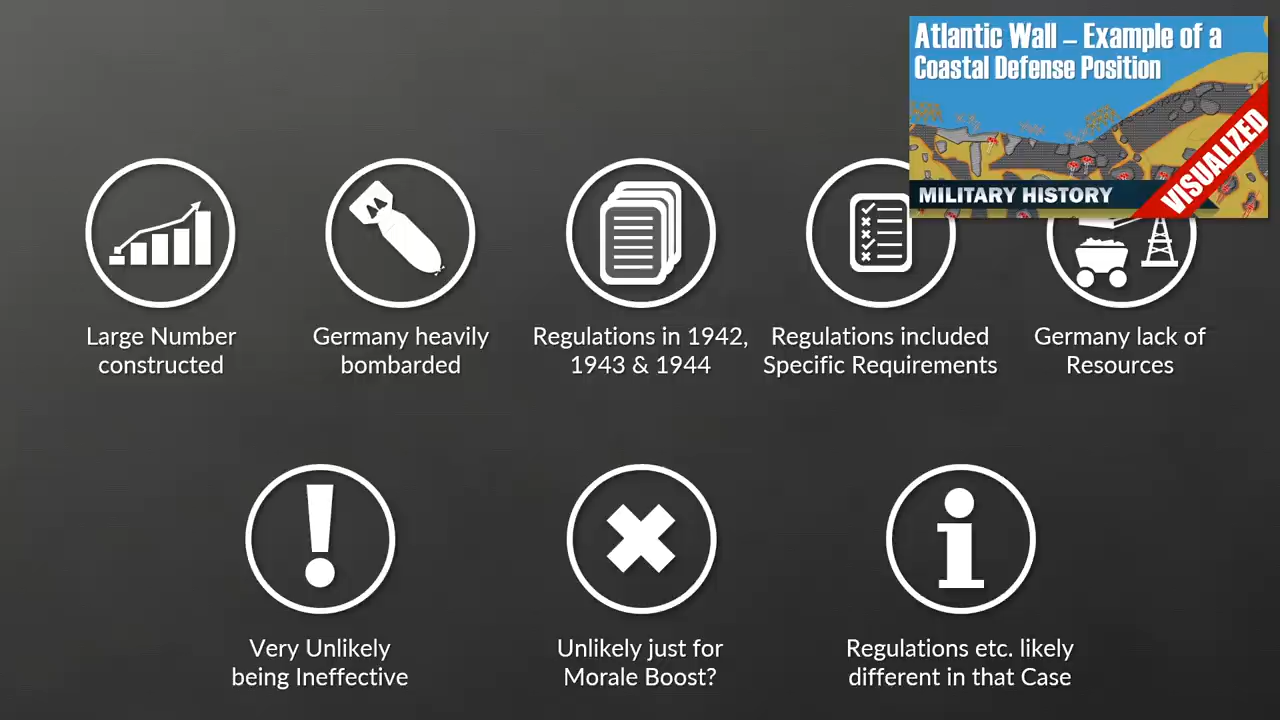 Atlantic Wall – Example of a
Coastal Defense Position
VISUALIZED
MILITARY HISTORY
Large Number
constructed
Germany heavily
bombarded
Regulations in 1942,
1943 & 1944
Regulations included
Specific Requirements
Germany lack of
Resources
Very Unlikely
being Ineffective
Unlikely just for
Morale Boost?
Regulations etc. likely
different in that Case